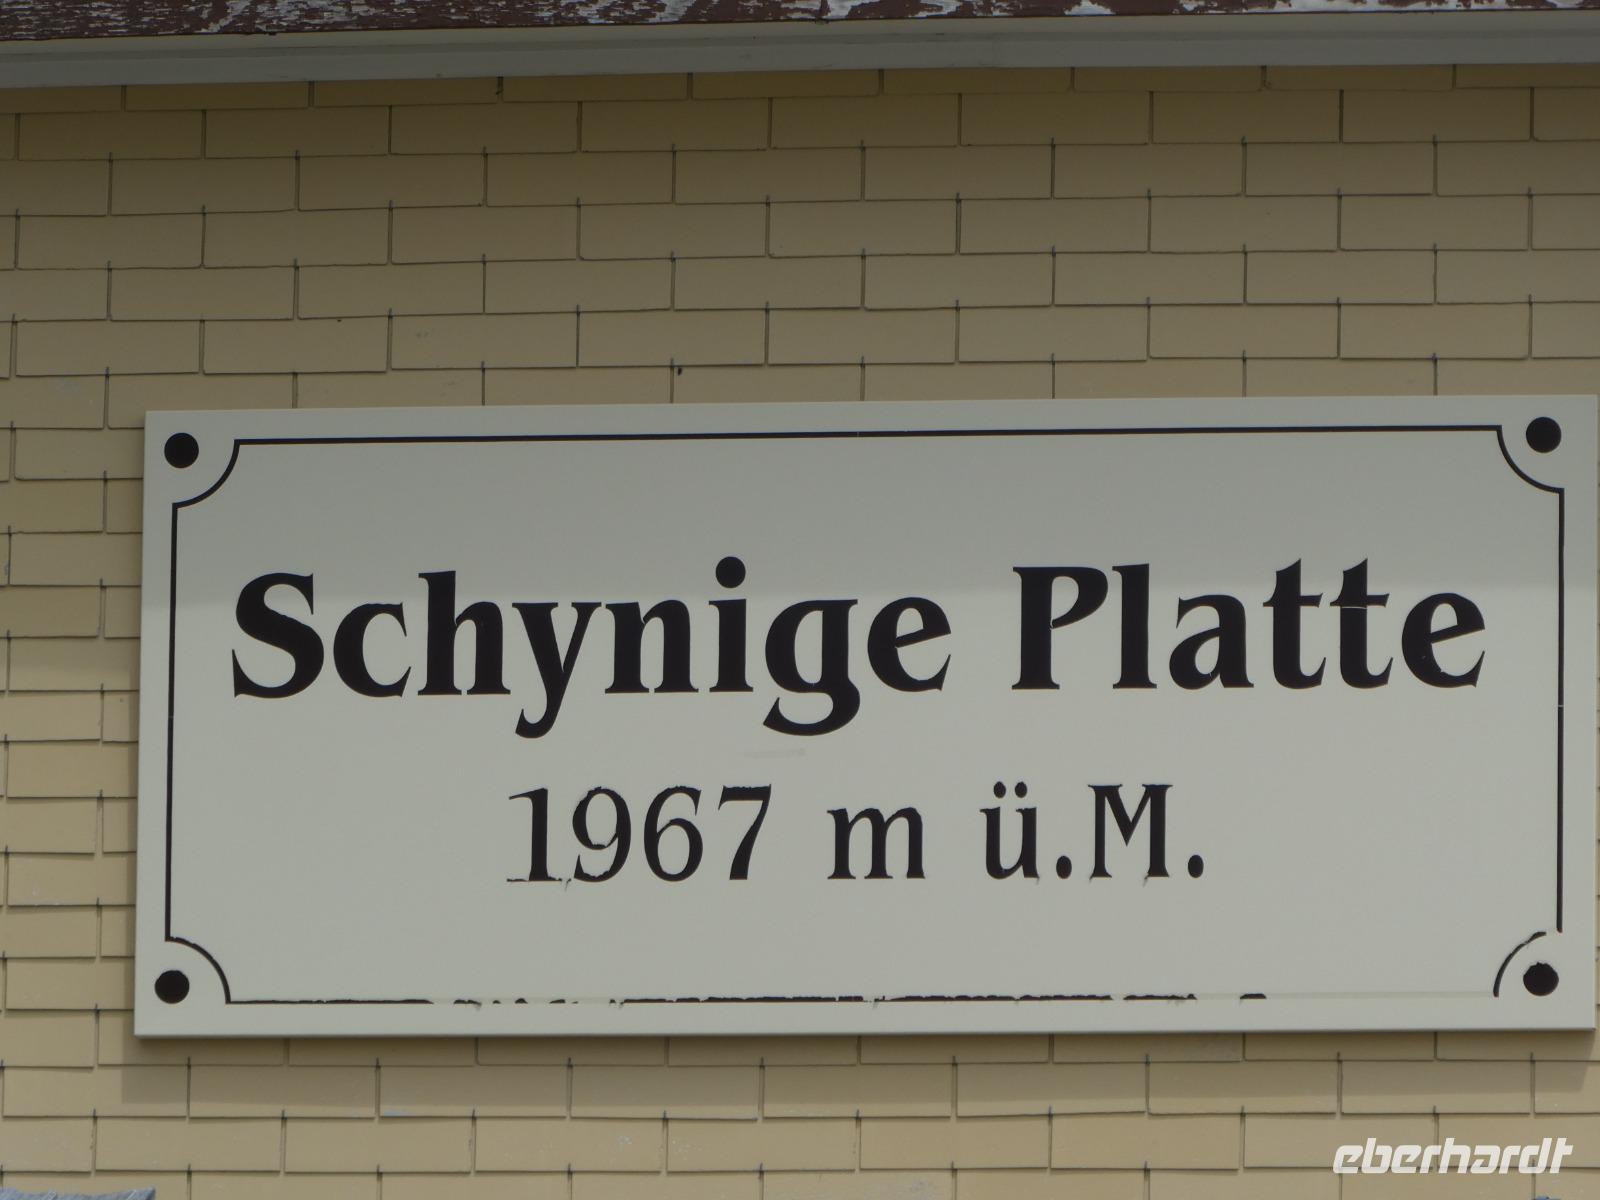 Schynige Platte
1967 m ü.M.
eberhardt